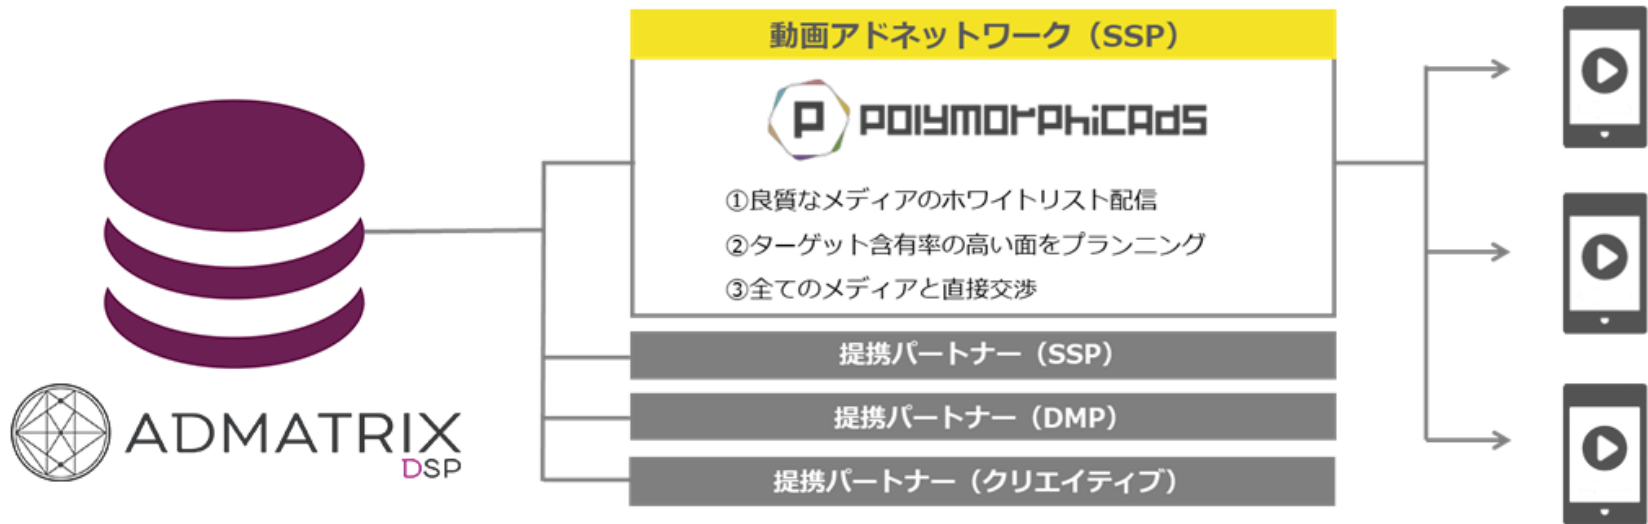 動画アドネットワーク（SSP）
P POLYMORPHICADS
①良質なメディアのホワイトリスト配信
②ターゲット含有率の高い面をプランニング
③全てのメディアと直接交渉
提携パートナー（SSP）
提携パートナー（DMP）
提携パートナー（クリエイティブ）
ADMATRIX
DSP